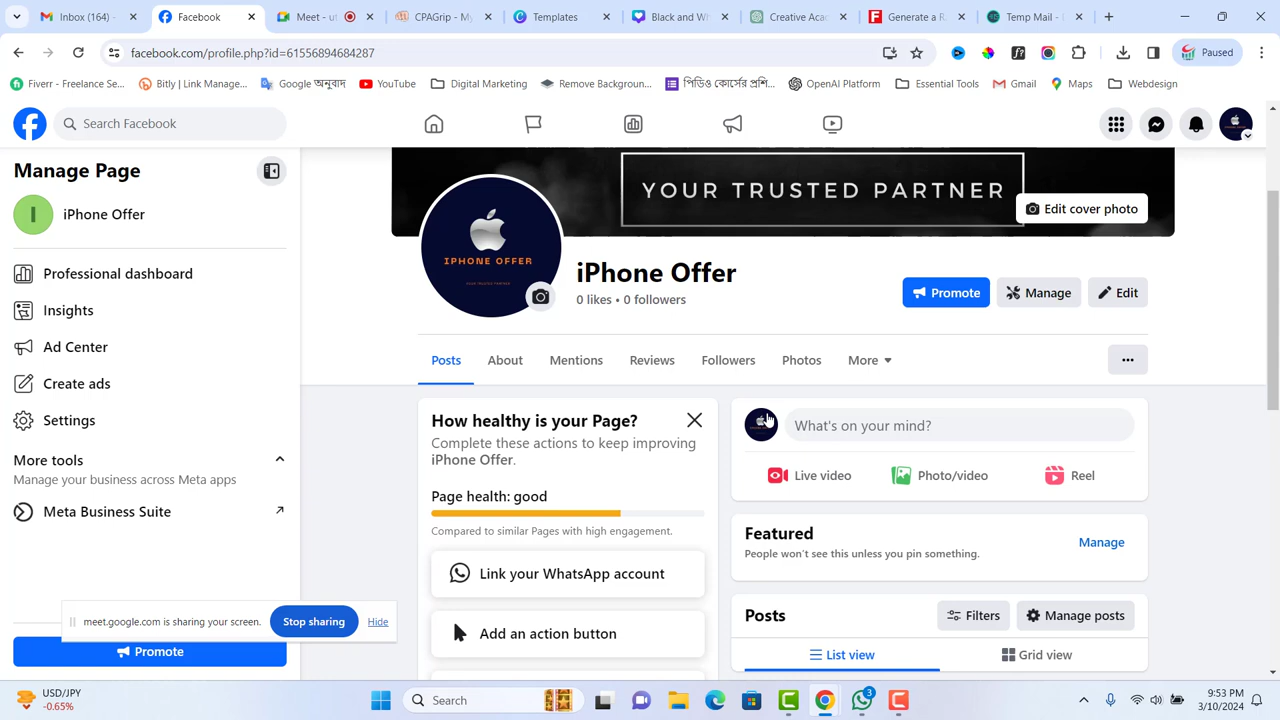 Inbox (164)
Facebook
Meet - ut
CPAGrip - My
Templates
Black and W
Creative Aca
Generate a R
Temp Mail -
facebook.com/profile.php?id=61556894684287
Paused
Fiverr - Freelance Se...
Bitly | Link Manage...
Google অনুবাদ
YouTube
Digital Marketing
Remove Backgroun...
পিডিও কোর্সের প্রশি...
OpenAI Platform
Essential Tools
Gmail
Maps
Webdesign
Search Facebook
Manage Page
I
iPhone Offer
Professional dashboard
Insights
Ad Center
Create ads
Settings
More tools
Manage your business across Meta apps
Meta Business Suite
meet.google.com is sharing your screen.
Stop sharing
Hide
Promote
YOUR TRUSTED PARTNER
Edit cover photo
IPHONE OFFER
YOUR TRUSTED PARTNER
iPhone Offer
0 likes • 0 followers
Promote
Manage
Edit
Posts
About
Mentions
Reviews
Followers
Photos
More
How healthy is your Page?
Complete these actions to keep improving
iPhone Offer.
Page health: good
Compared to similar Pages with high engagement.
Link your WhatsApp account
Add an action button
What's on your mind?
Live video
Photo/video
Reel
Featured
Manage
People won't see this unless you pin something.
Posts
Filters
Manage posts
List view
Grid view
USD/JPY
-0.65%
Search
3
9:53 PM
3/10/2024